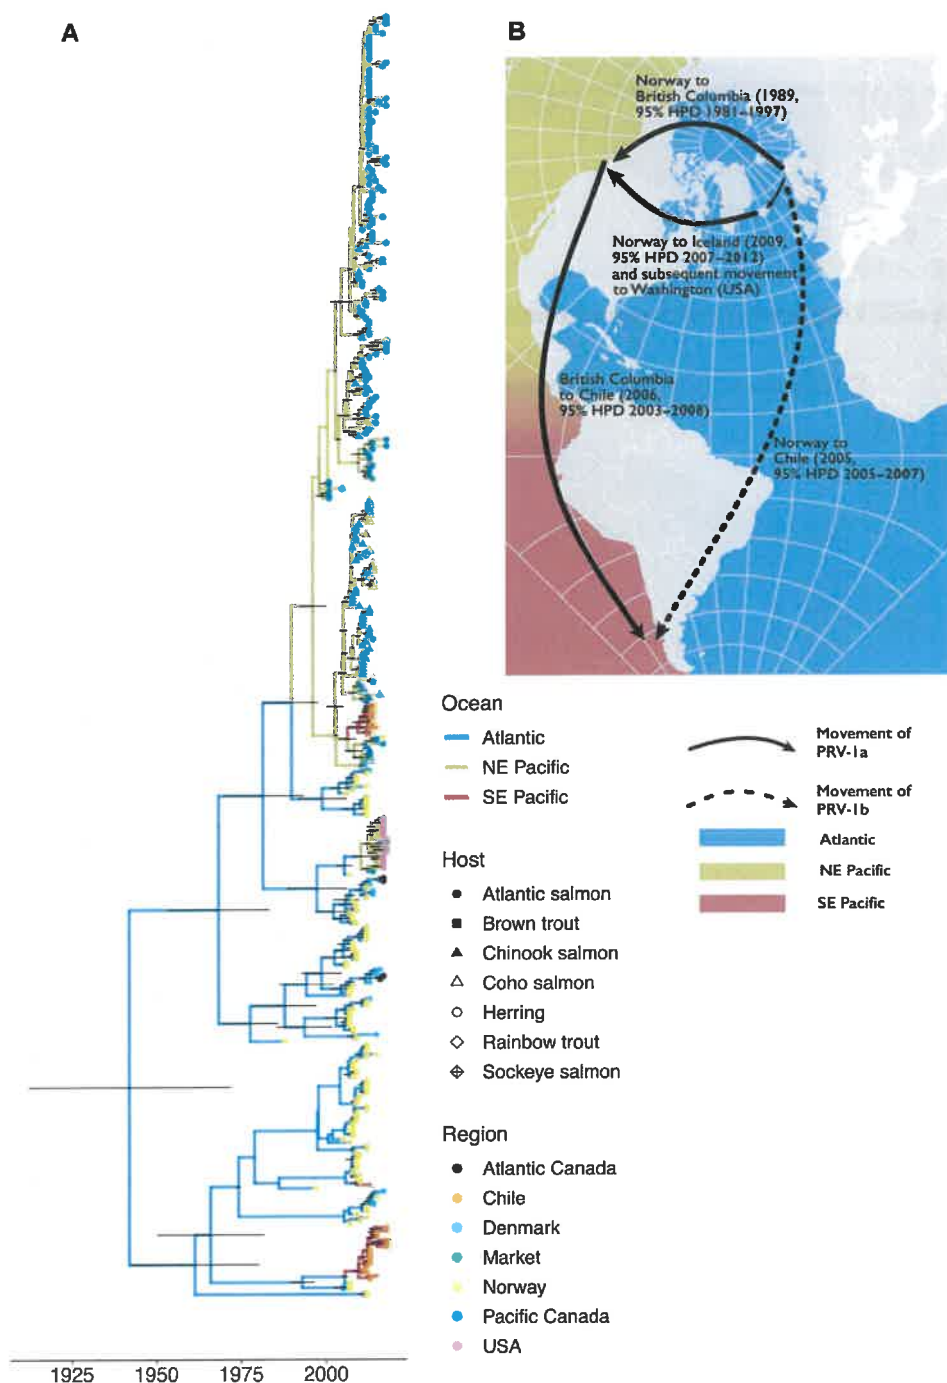 A
B
Norway to
British Columbia (1989,
95% HPD 1981–1997)
Norway to Iceland (2009,
95% HPD 2007–2012)
and subsequent movement
to Washington (USA)
British Columbia
to Chile (2006,
95% HPD 2003–2008)
Norway to
Chile (2005,
95% HPD 2005–2007)
Ocean
Atlantic
NE Pacific
SE Pacific
Movement of
PRV-1a
Movement of
PRV-1b
Atlantic
NE Pacific
SE Pacific
Host
Atlantic salmon
Brown trout
Chinook salmon
Coho salmon
Herring
Rainbow trout
Sockeye salmon
Region
Atlantic Canada
Chile
Denmark
Market
Norway
Pacific Canada
USA
1925 1950 1975 2000